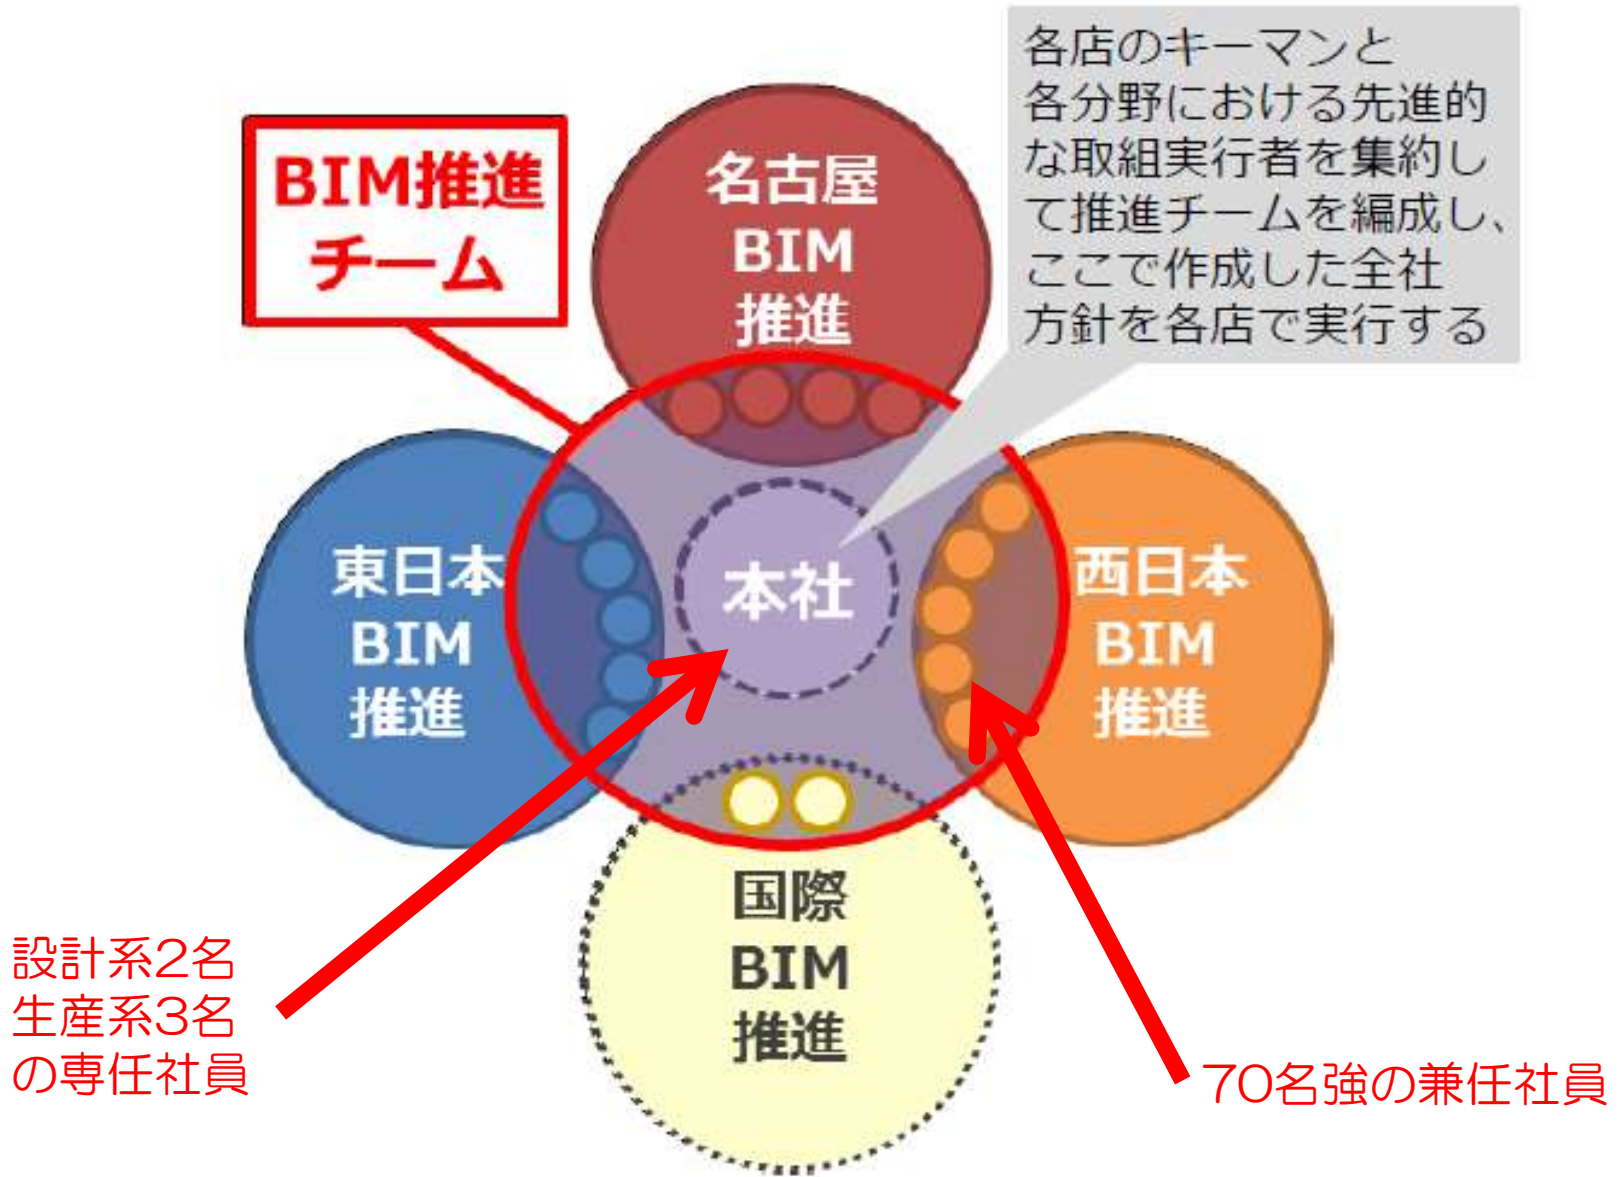 各店のキーマンと
各分野における先進的
な取組実行者を集約し
て推進チームを編成し、
ここで作成した全社
方針を各店で実行する
BIM推進
チーム
名古屋
BIM
推進
東日本
BIM
推進
本社
西日本
BIM
推進
国際
BIM
推進
設計系2名
生産系3名
の専任社員
70名強の兼任社員